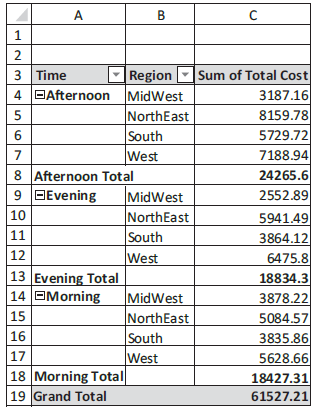 A B C
1
2
3 Time Region Sum of Total Cost
4 Afternoon MidWest 3187.16
5 NorthEast 8159.78
6 South 5729.72
7 West 7188.94
8 Afternoon Total 24265.6
9 Evening MidWest 2552.89
10 NorthEast 5941.49
11 South 3864.12
12 West 6475.8
13 Evening Total 18834.3
14 Morning MidWest 3878.22
15 NorthEast 5084.57
16 South 3835.86
17 West 5628.66
18 Morning Total 18427.31
19 Grand Total 61527.21